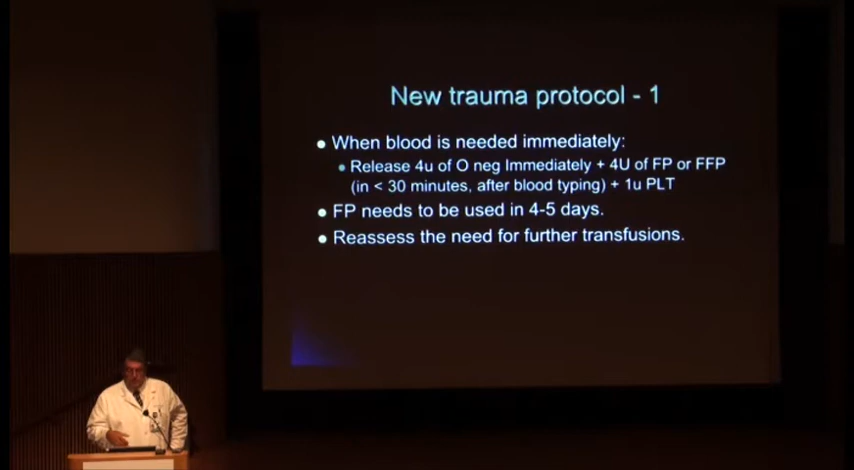 New trauma protocol - 1
• When blood is needed immediately:
• Release 4u of O neg Immediately + 4U of FP or FFP
(in < 30 minutes, after blood typing) + 1u PLT
• FP needs to be used in 4-5 days.
• Reassess the need for further transfusions.